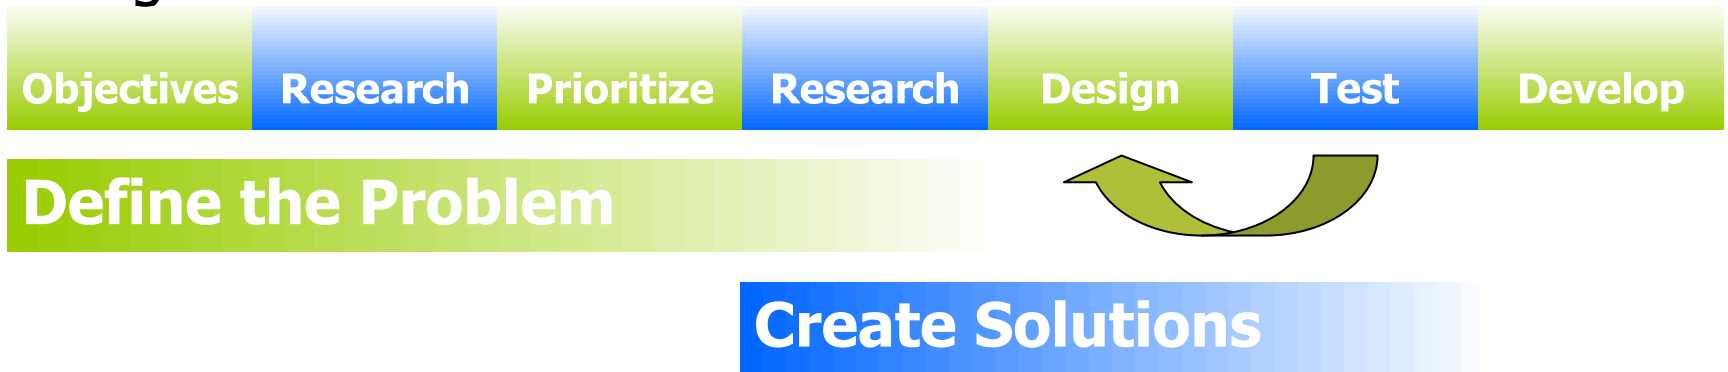 Objectives Research Prioritize Research Design Test Develop
Define the Problem
Create Solutions